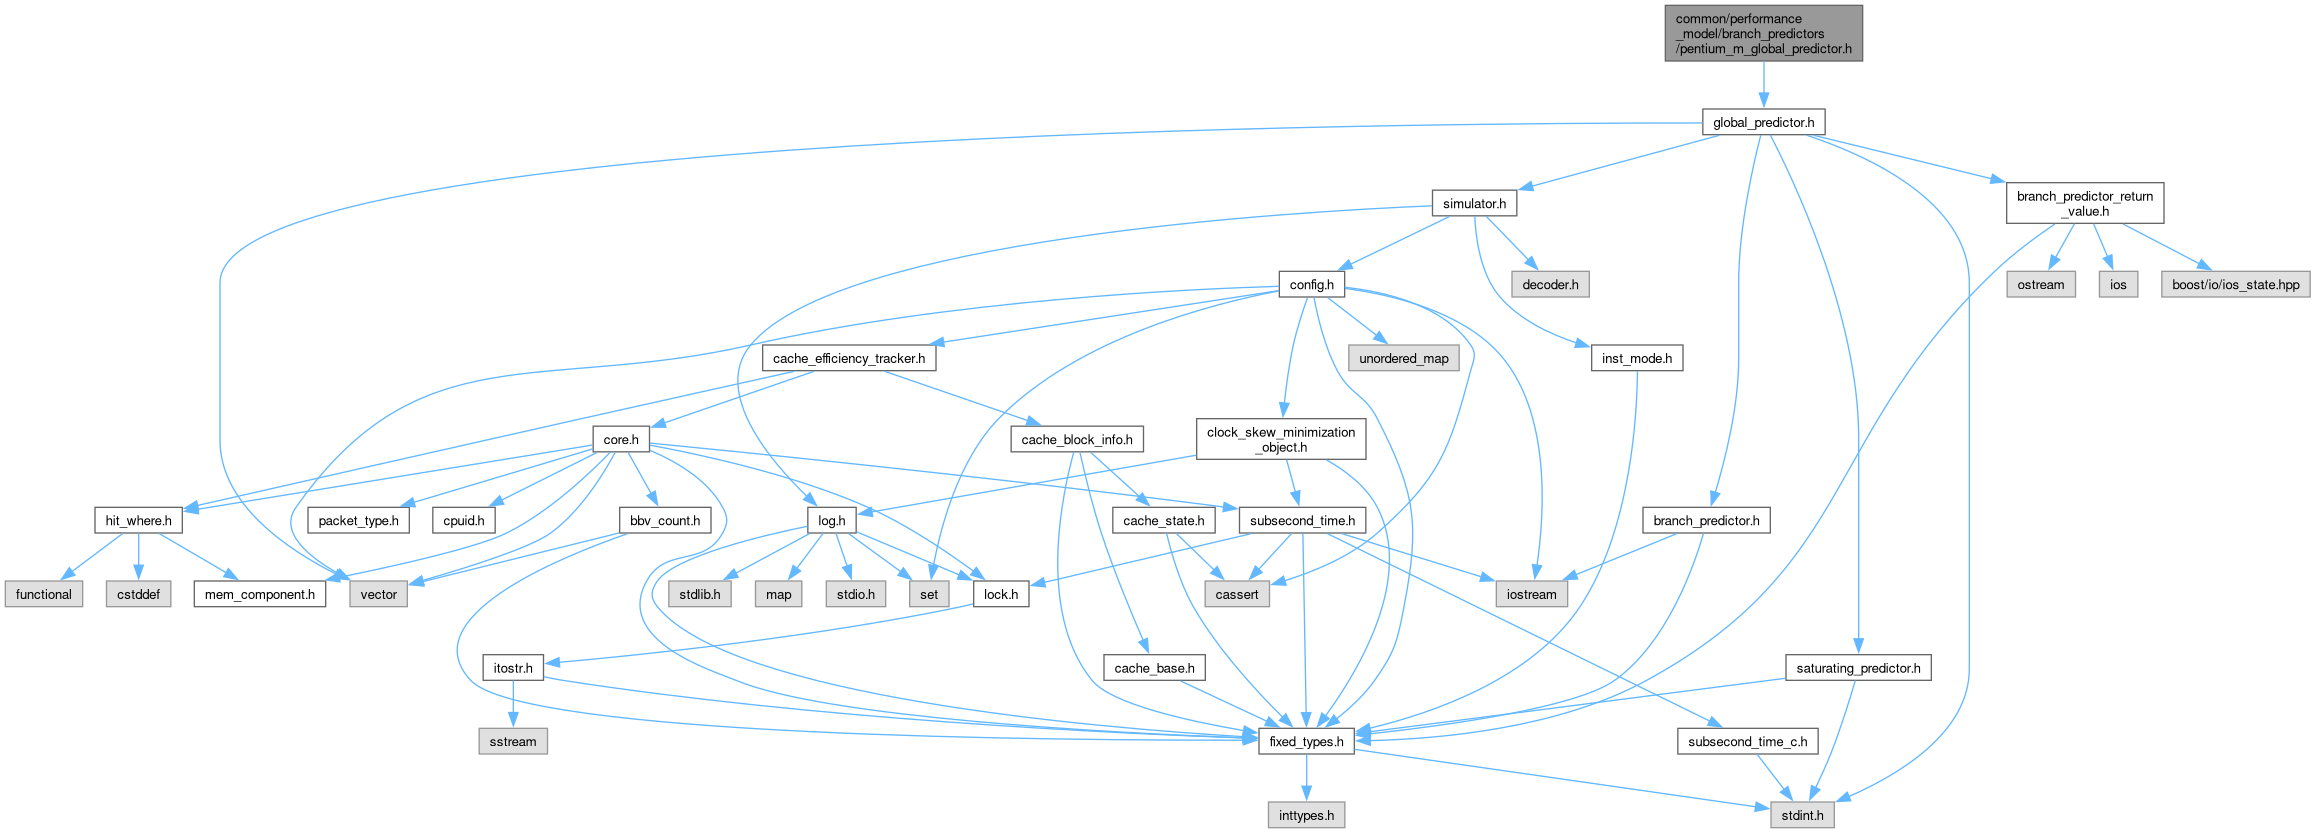 common/performance
_model/branch_predictors
/pentium_m_global_predictor.h
global_predictor.h
simulator.h
branch_predictor_return
_value.h
config.h
decoder.h
ostream
ios
boost/io/ios_state.hpp
cache_efficiency_tracker.h
unordered_map
inst_mode.h
core.h
cache_block_info.h
clock_skew_minimization
_object.h
hit_where.h
packet_type.h
cpuid.h
bbv_count.h
log.h
cache_state.h
subsecond_time.h
branch_predictor.h
functional
cstddef
mem_component.h
vector
stdlib.h
map
stdio.h
set
lock.h
cassert
iostream
itostr.h
cache_base.h
saturating_predictor.h
sstream
fixed_types.h
subsecond_time_c.h
inttypes.h
stdint.h